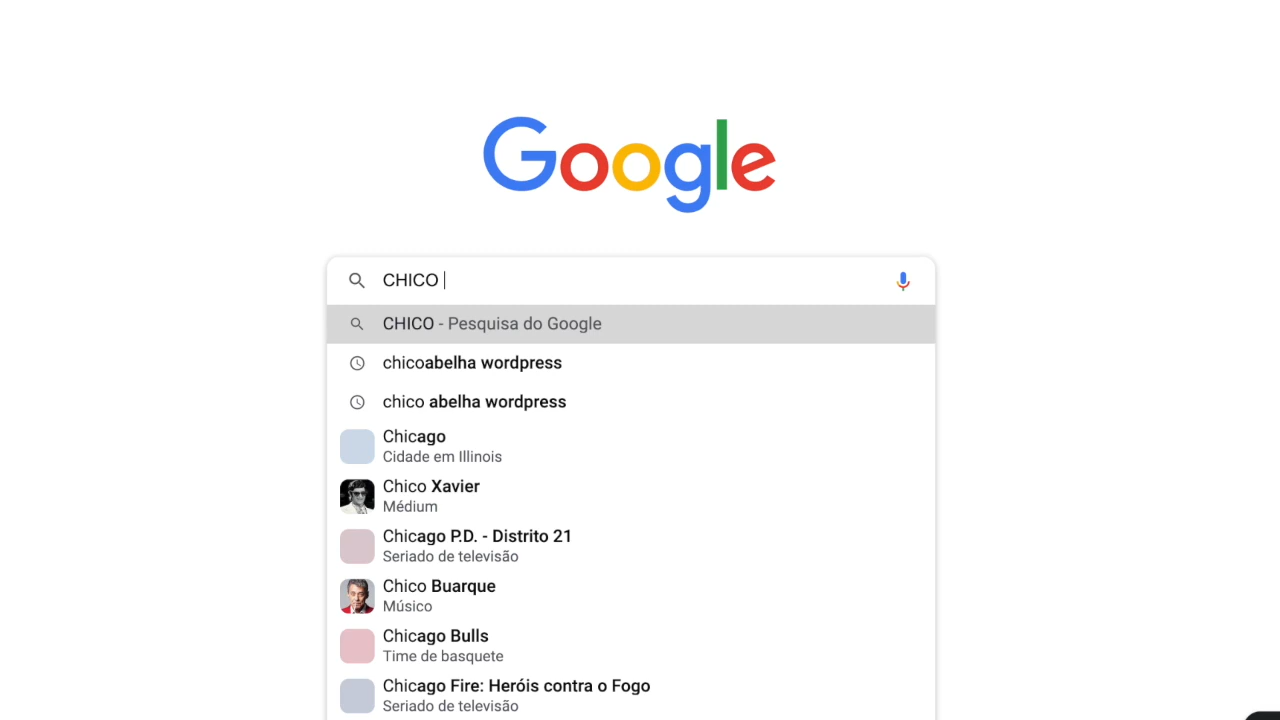 Google
CHICO
CHICO - Pesquisa do Google
chicoabelha wordpress
chico abelha wordpress
Chicago
Cidade em Illinois
Chico Xavier
Médium
Chicago P.D. - Distrito 21
Seriado de televisão
Chico Buarque
Músico
Chicago Bulls
Time de basquete
Chicago Fire: Heróis contra o Fogo
Seriado de televisão